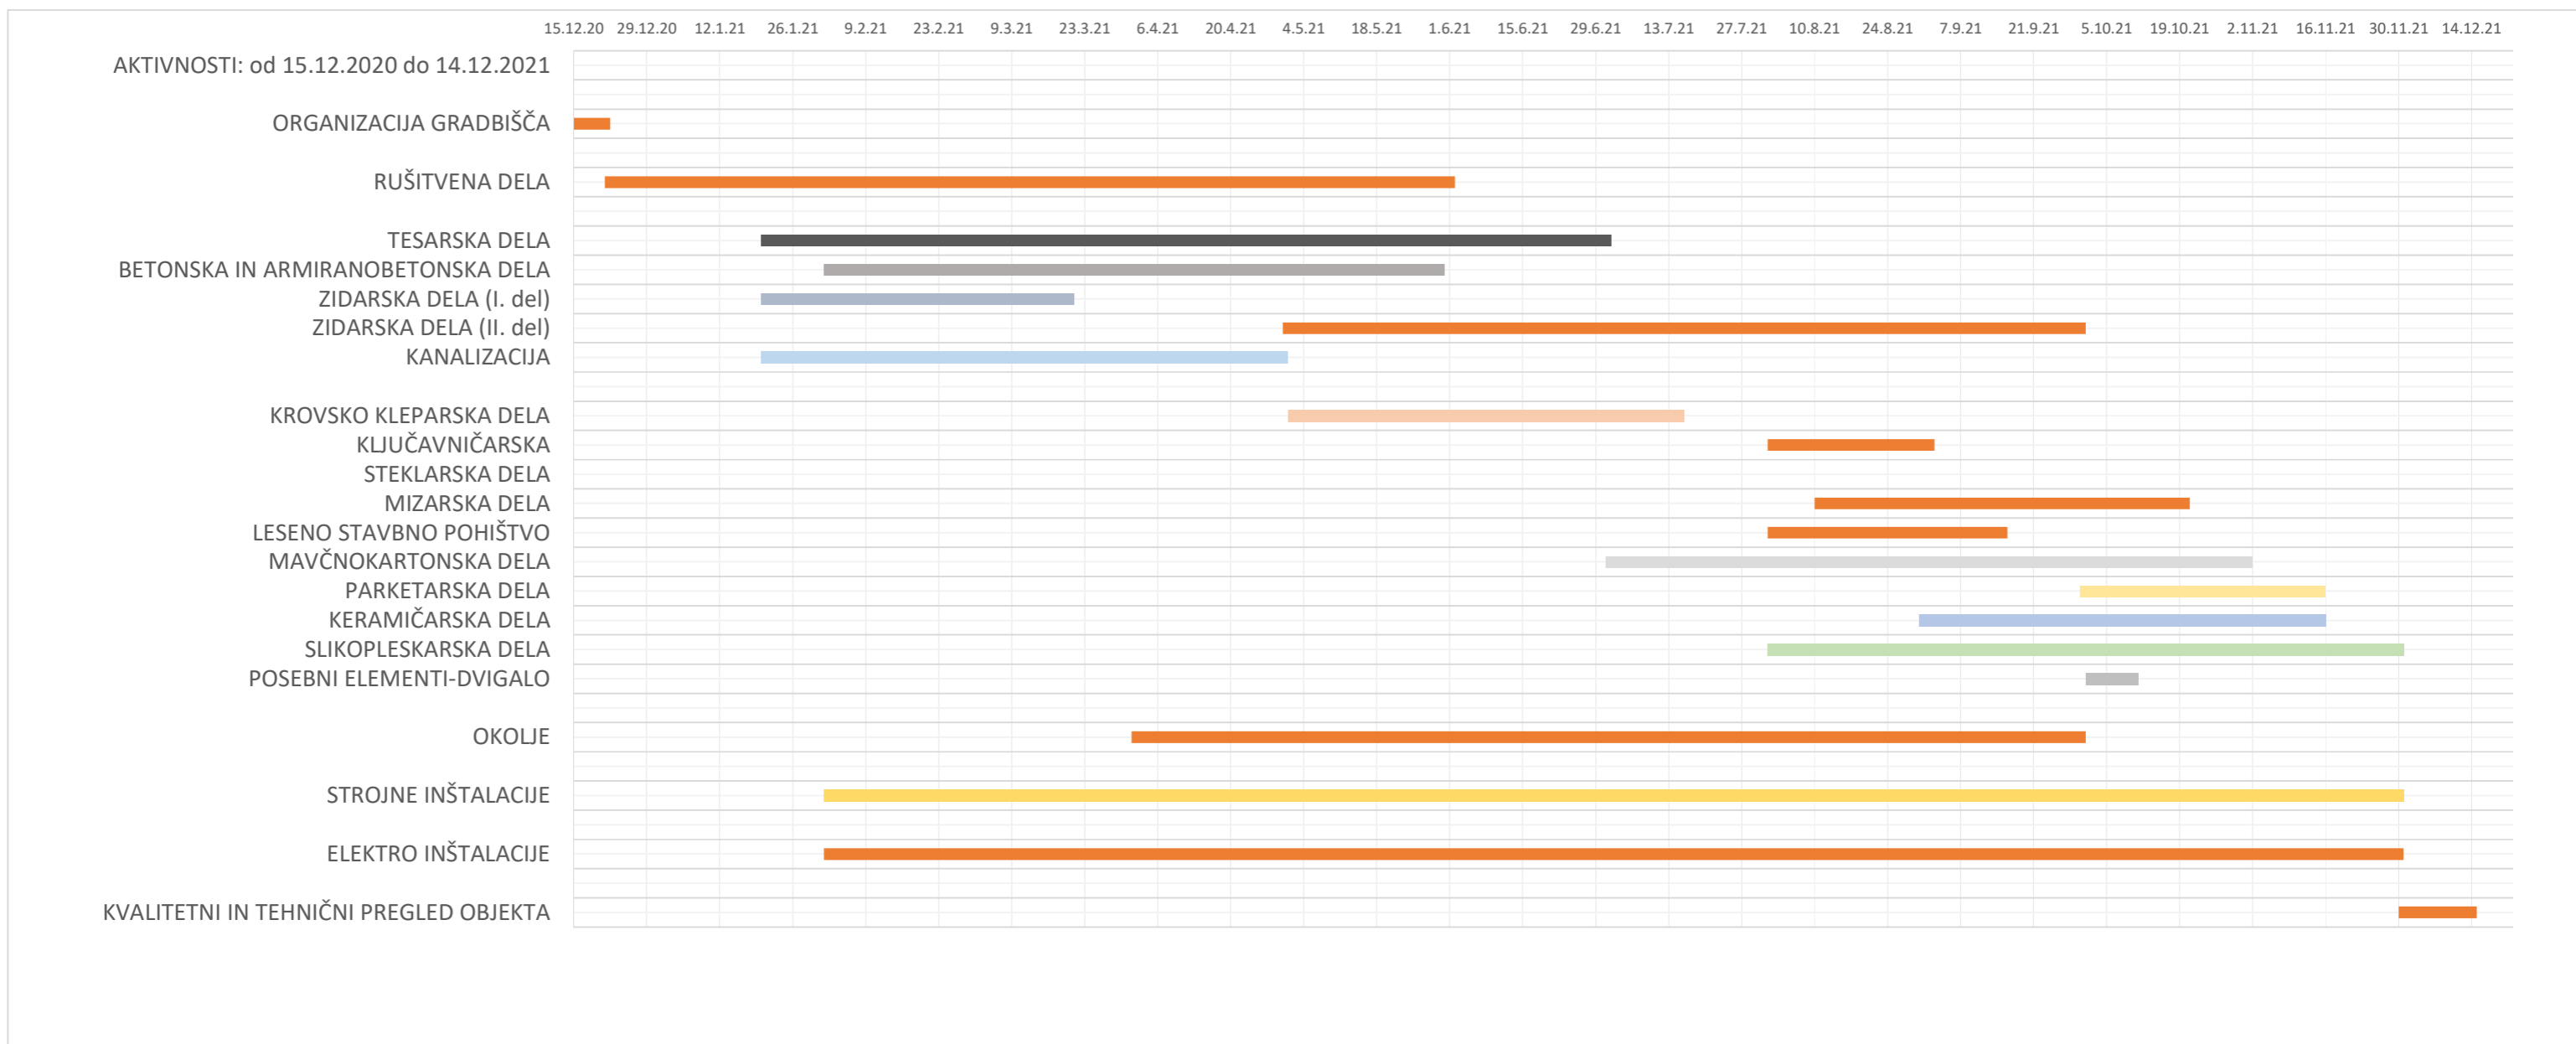 15.12.20 29.12.20 12.1.21 26.1.21 9.2.21 23.2.21 9.3.21 23.3.21 6.4.21 20.4.21 4.5.21 18.5.21 1.6.21 15.6.21 29.6.21 13.7.21 27.7.21 10.8.21 24.8.21 7.9.21 21.9.21 5.10.21 19.10.21 2.11.21 16.11.21 30.11.21 14.12.21
AKTIVNOSTI: od 15.12.2020 do 14.12.2021
ORGANIZACIJA GRADBIŠČA
RUŠITVENA DELA
TESARSKA DELA
BETONSKA IN ARMIRANOBETONSKA DELA
ZIDARSKA DELA (I. del)
ZIDARSKA DELA (II. del)
KANALIZACIJA
KROVSKO KLEPARSKA DELA
KLJUČAVNIČARSKA
STEKLARSKA DELA
MIZARSKA DELA
LESENO STAVBNO POHIŠTVO
MAVČNOKARTONSKA DELA
PARKETARSKA DELA
KERAMIČARSKA DELA
SLIKOPLESKARSKA DELA
POSEBNI ELEMENTI-DVIGALO
OKOLJE
STROJNE INŠTALACIJE
ELEKTRO INŠTALACIJE
KVALITETNI IN TEHNIČNI PREGLED OBJEKTA